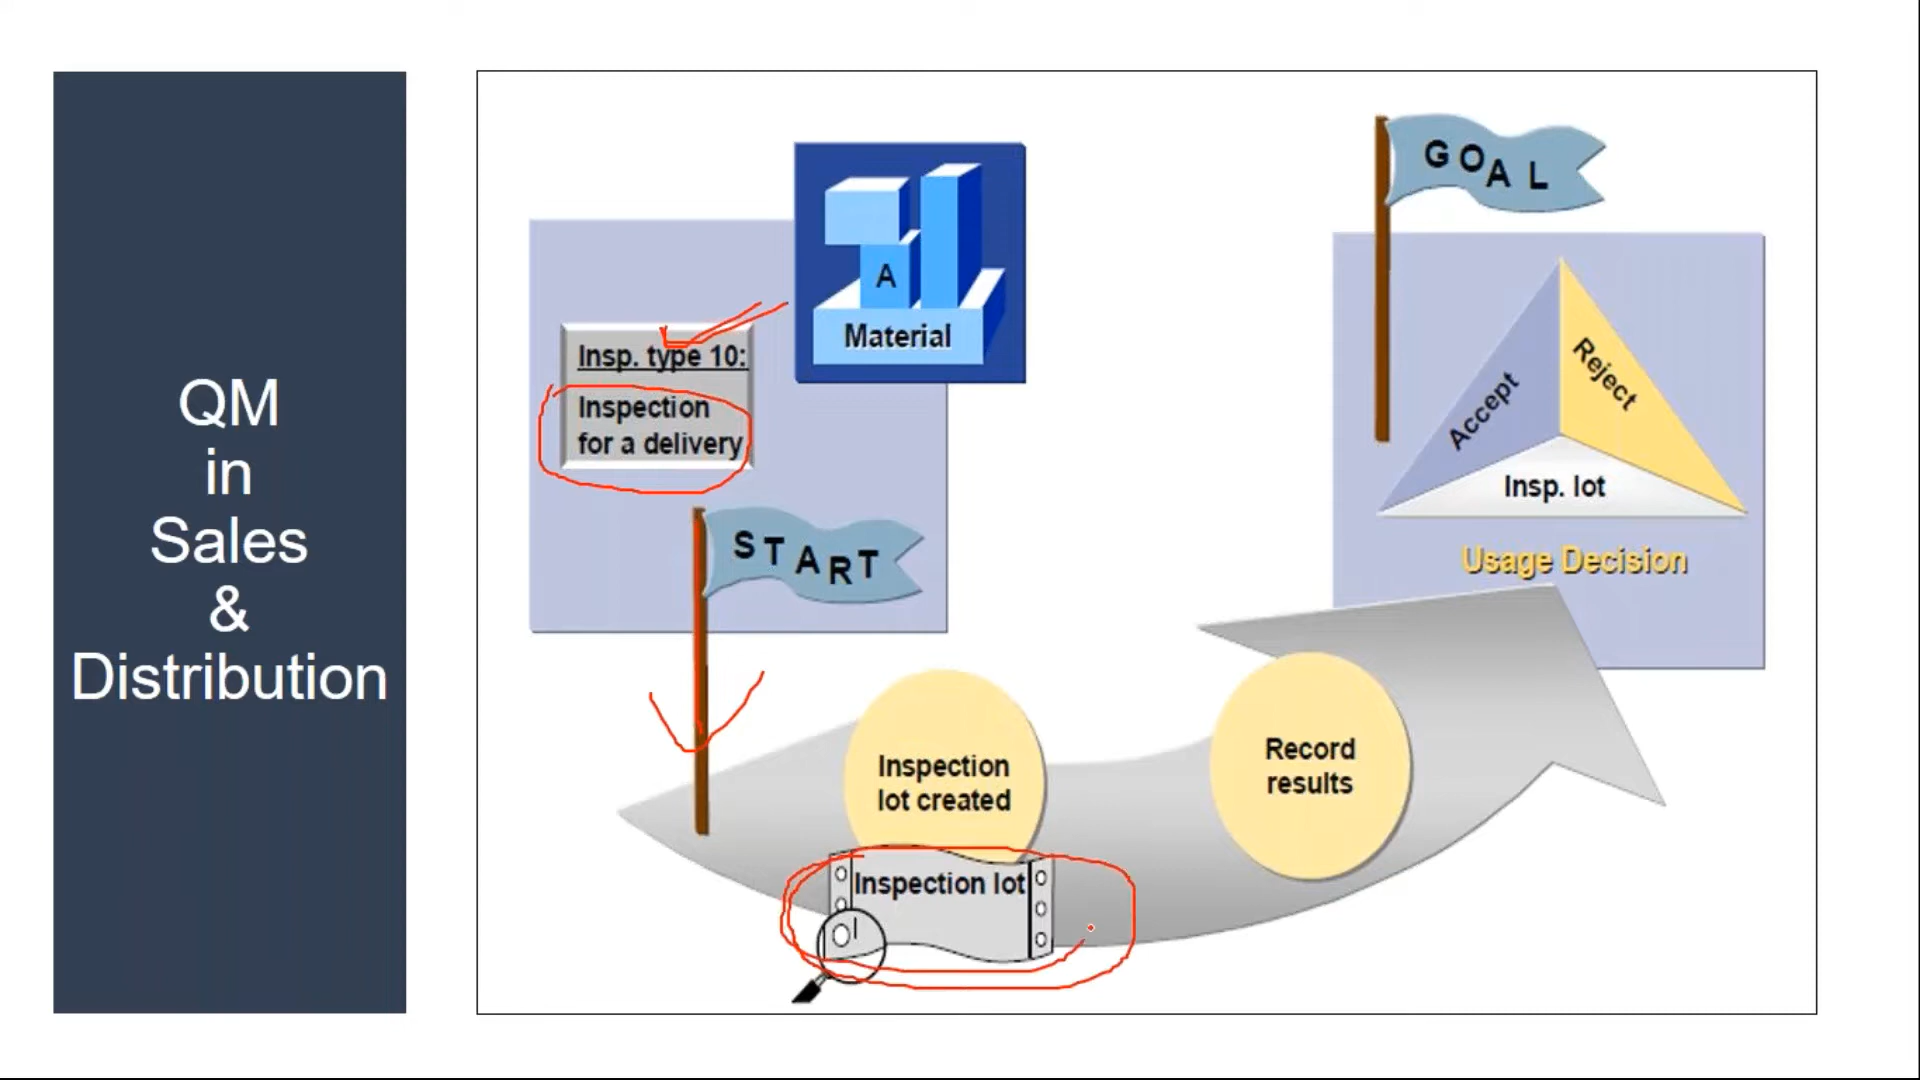 QM
in
Sales
&
Distribution
A
Material
Insp. type 10:
Inspection
for a delivery
START
GOAL
Accept
Reject
Insp. lot
Usage Decision
Inspection
lot created
Inspection lot
Record
results